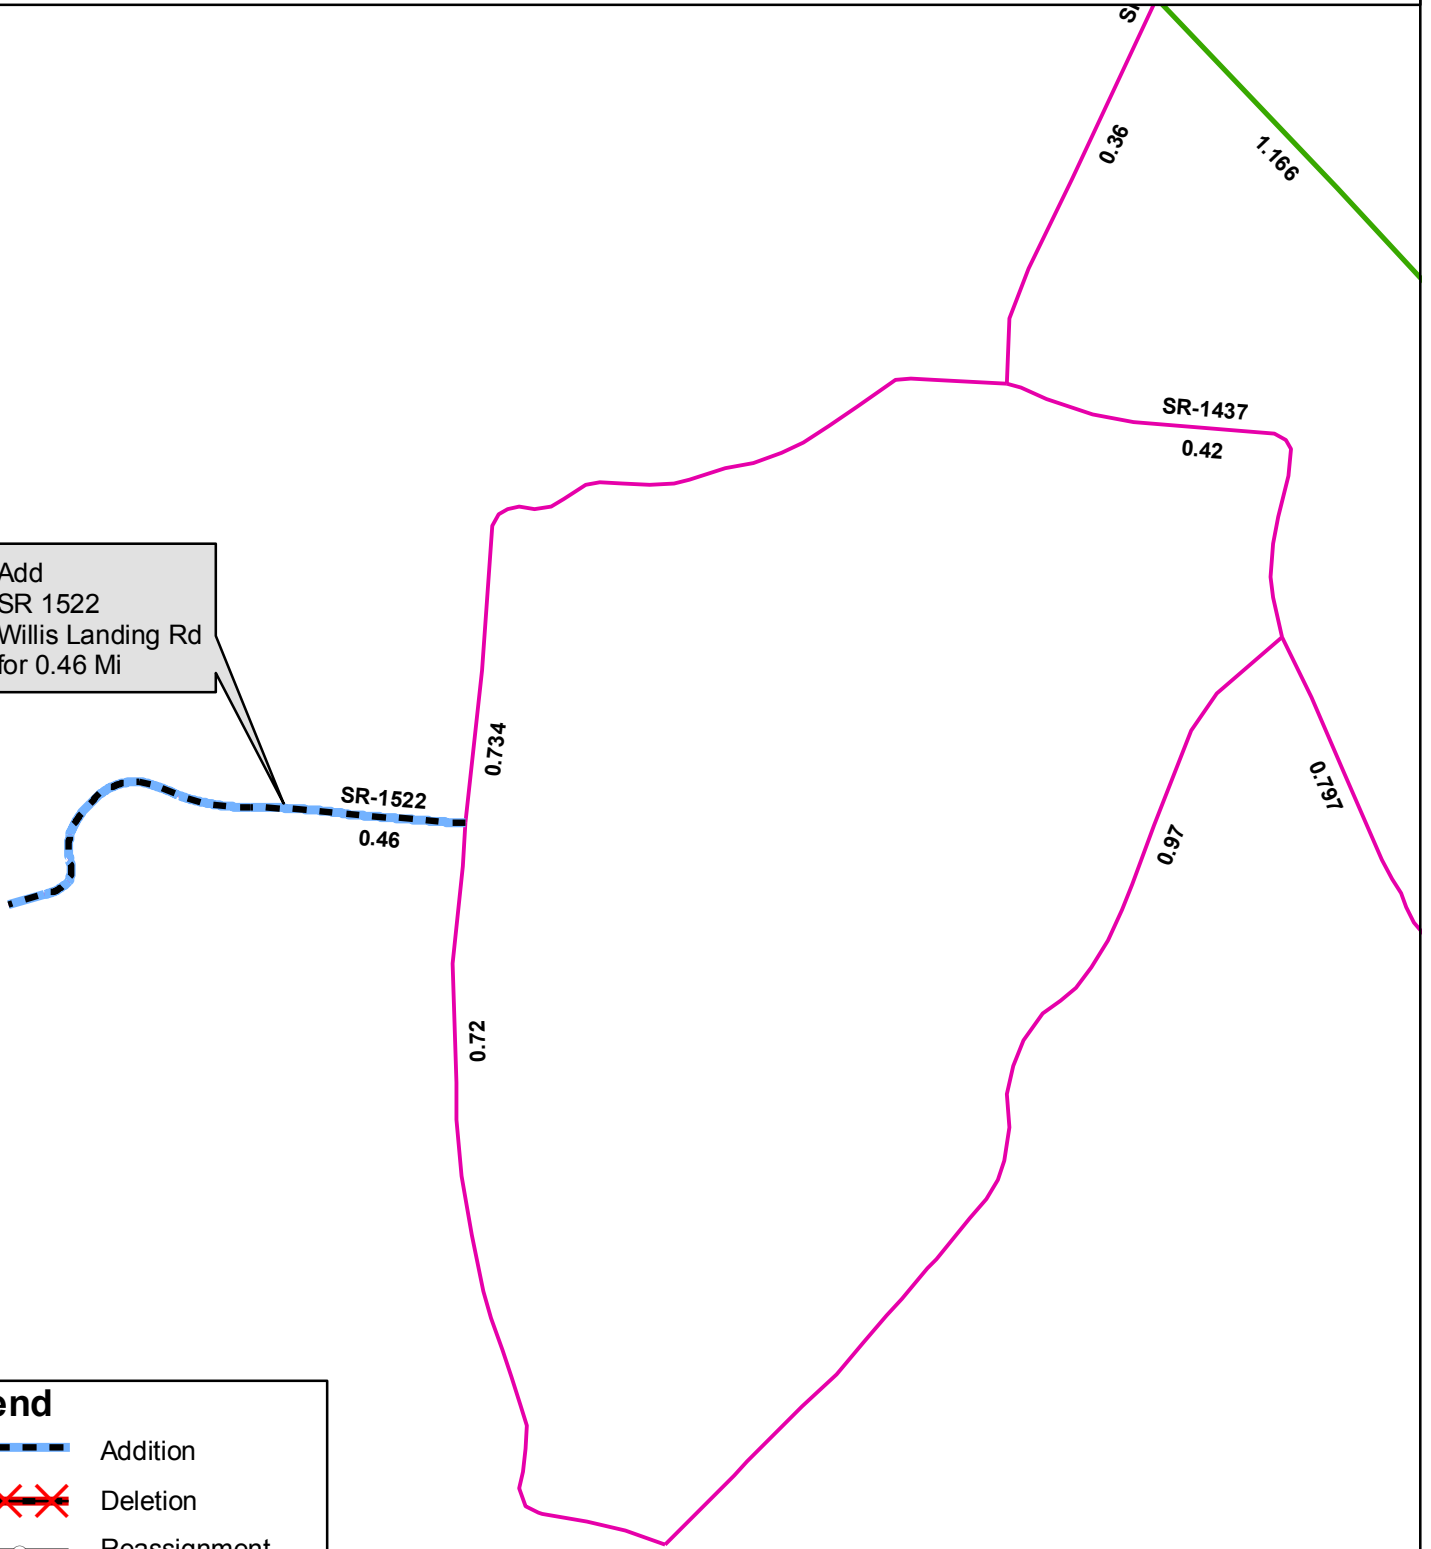 0.36
1.166
SR-1437
0.42
Add
SR 1522
Willis Landing Rd
for 0.46 Mi
0.734
SR-1522
0.46
0.797
0.97
0.72
end
Addition
Deletion
Reassignment